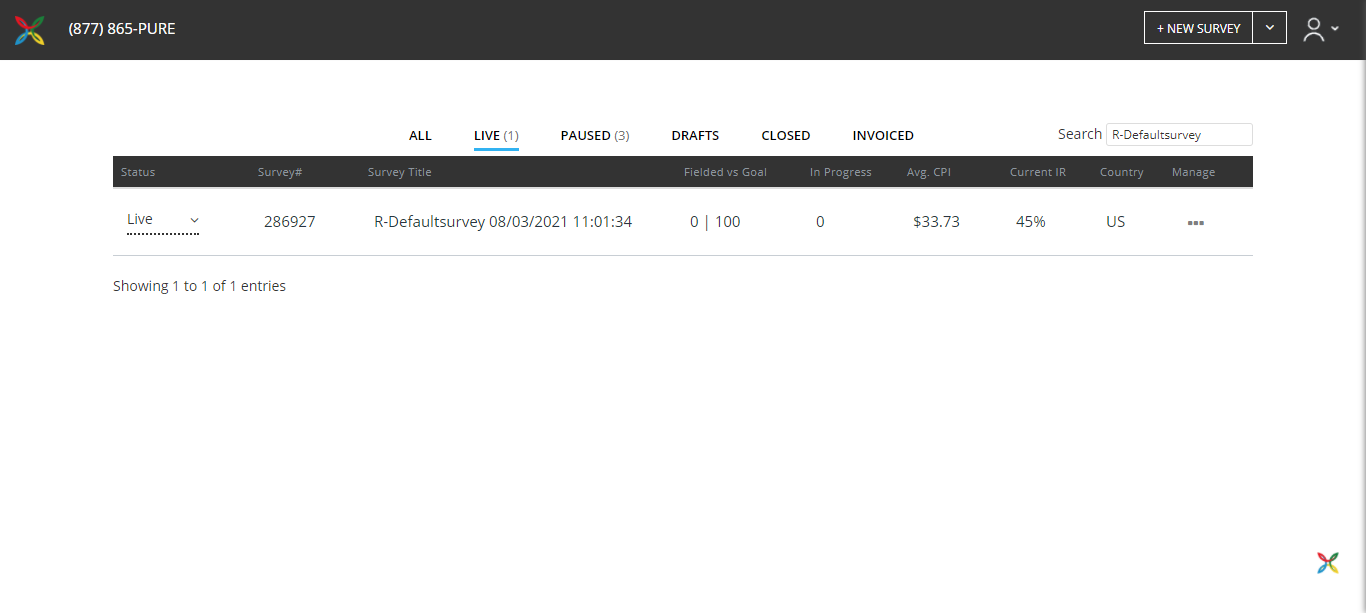 (877) 865-PURE
+ NEW SURVEY
ALL LIVE (1) PAUSED (3) DRAFTS CLOSED INVOICED Search R-Defaultsurvey
Status Survey# Survey Title Fielded vs Goal In Progress Avg. CPI Current IR Country Manage
Live 286927 R-Defaultsurvey 08/03/2021 11:01:34 0 | 100 0 $33.73 45% US
Showing 1 to 1 of 1 entries